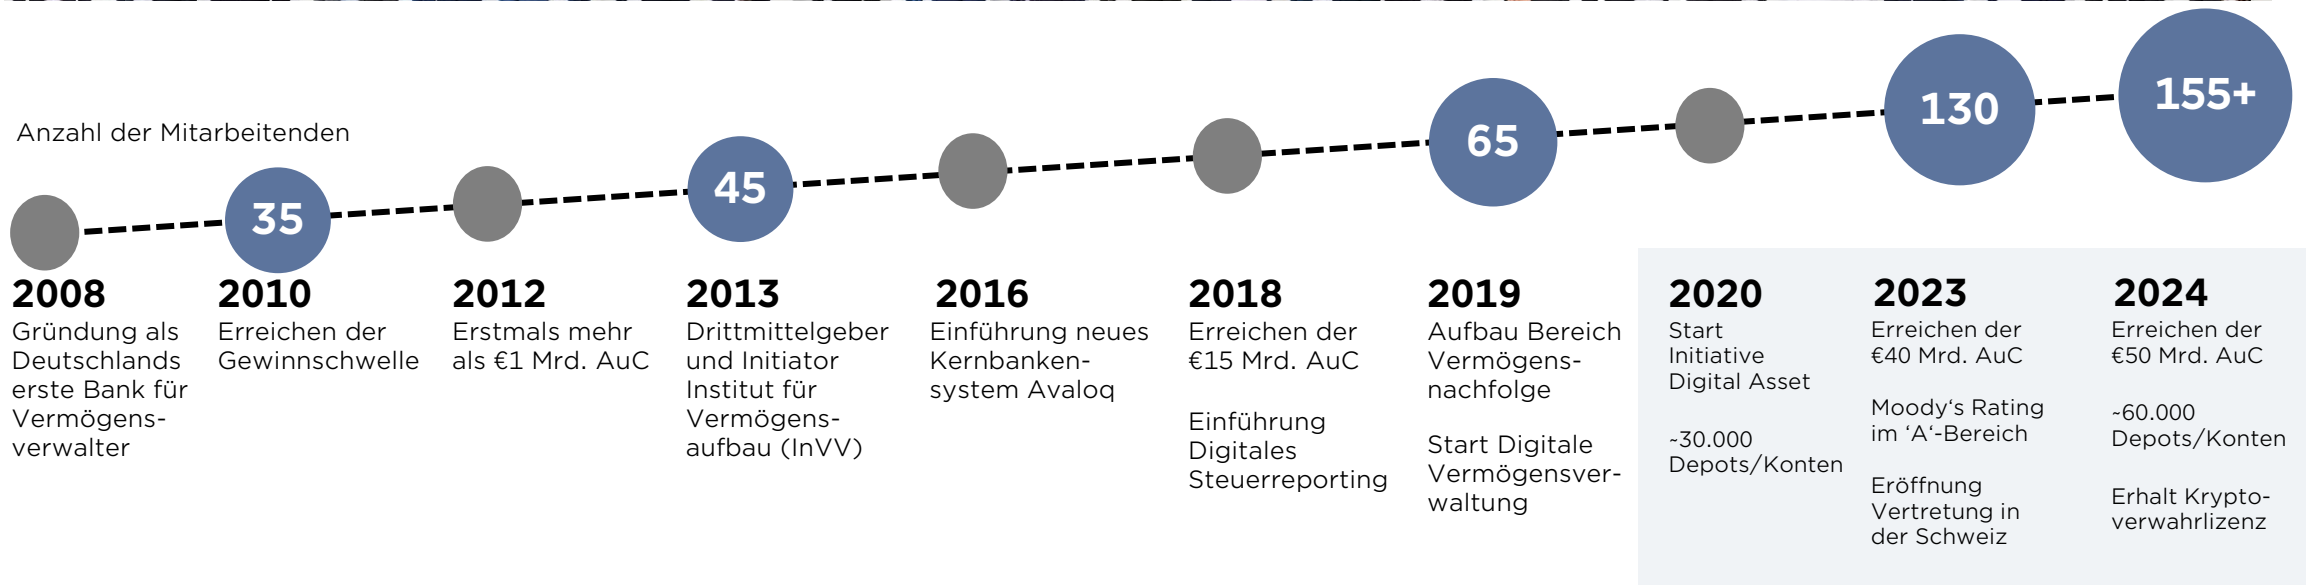 Anzahl der Mitarbeitenden
35
45
65
130
155+
2008
Gründung als
Deutschlands
erste Bank für
Vermögens-
verwalter
2010
Erreichen der
Gewinnschwelle
2012
Erstmals mehr
als €1 Mrd. AuC
2013
Drittmittelgeber
und Initiator
Institut für
Vermögens-
aufbau (InVV)
2016
Einführung neues
Kernbanken-
system Avaloq
2018
Erreichen der
€15 Mrd. AuC
Einführung
Digitales
Steuerreporting
2019
Aufbau Bereich
Vermögens-
nachfolge
Start Digitale
Vermögensver-
waltung
2020
Start
Initiative
Digital Asset
~30.000
Depots/Konten
2023
Erreichen der
€40 Mrd. AuC
Moody‘s Rating
im ‘A‘-Bereich
Eröffnung
Vertretung in
der Schweiz
2024
Erreichen der
€50 Mrd. AuC
~60.000
Depots/Konten
Erhalt Krypto-
verwahrlizenz